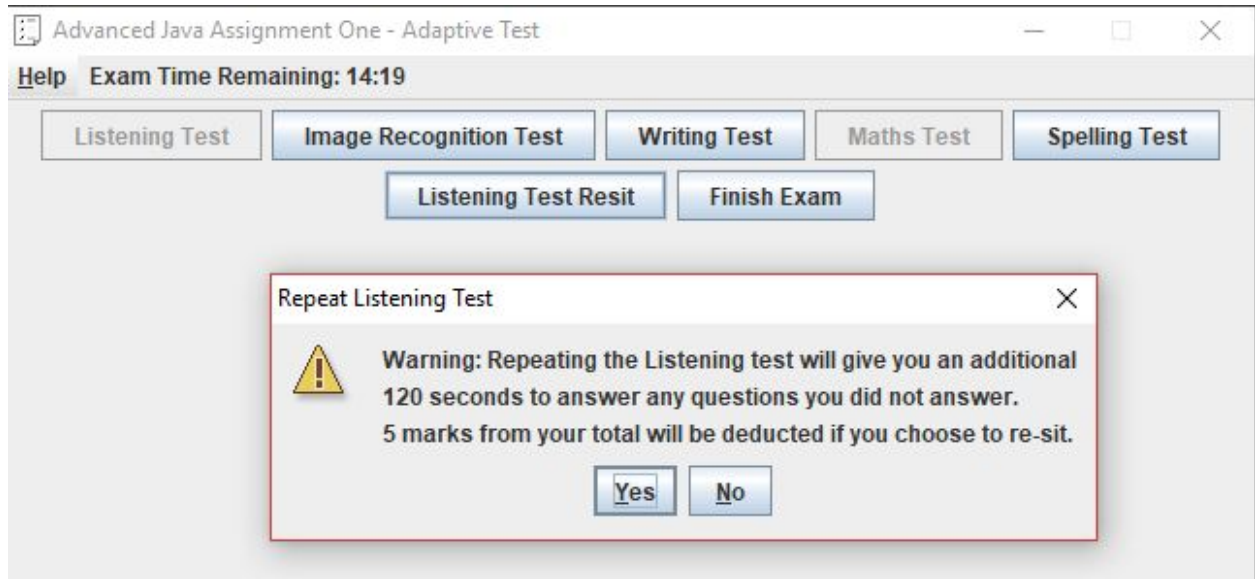 Advanced Java Assignment One - Adaptive Test
Help Exam Time Remaining: 14:19
Listening Test Image Recognition Test Writing Test Maths Test Spelling Test
Listening Test Resit Finish Exam
Repeat Listening Test
Warning: Repeating the Listening test will give you an additional
120 seconds to answer any questions you did not answer.
5 marks from your total will be deducted if you choose to re-sit.
Yes No